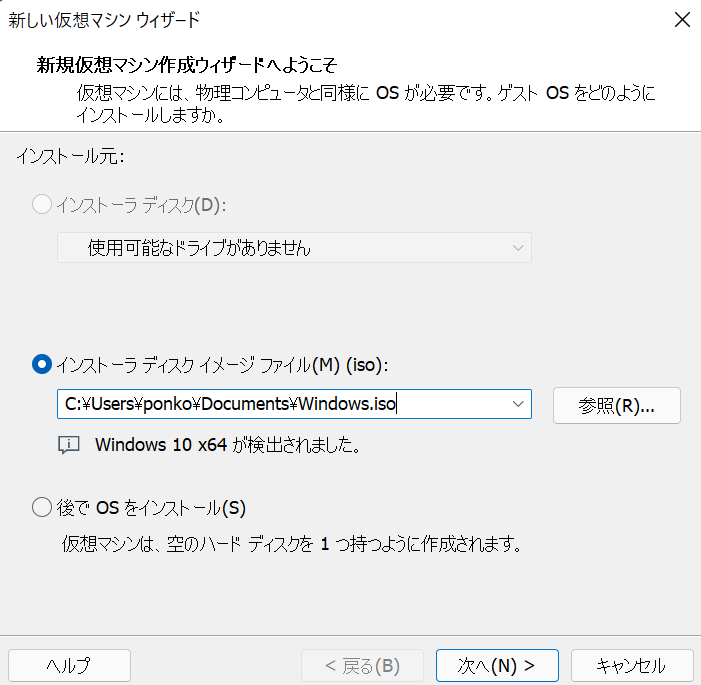 新しい仮想マシン ウィザード
新規仮想マシン作成ウィザードへようこそ
仮想マシンには、物理コンピュータと同様に OS が必要です。ゲスト OS をどのように
インストールしますか。
インストール元:
インストーラ ディスク(D):
使用可能なドライブがありません
インストーラ ディスク イメージ ファイル(M) (iso):
C:¥Users¥ponko¥Documents¥Windows.iso
参照(R)...
Windows 10 x64 が検出されました。
後で OS をインストール(S)
仮想マシンは、空のハード ディスクを 1 つ持つように作成されます。
ヘルプ
< 戻る(B)
次へ(N) >
キャンセル